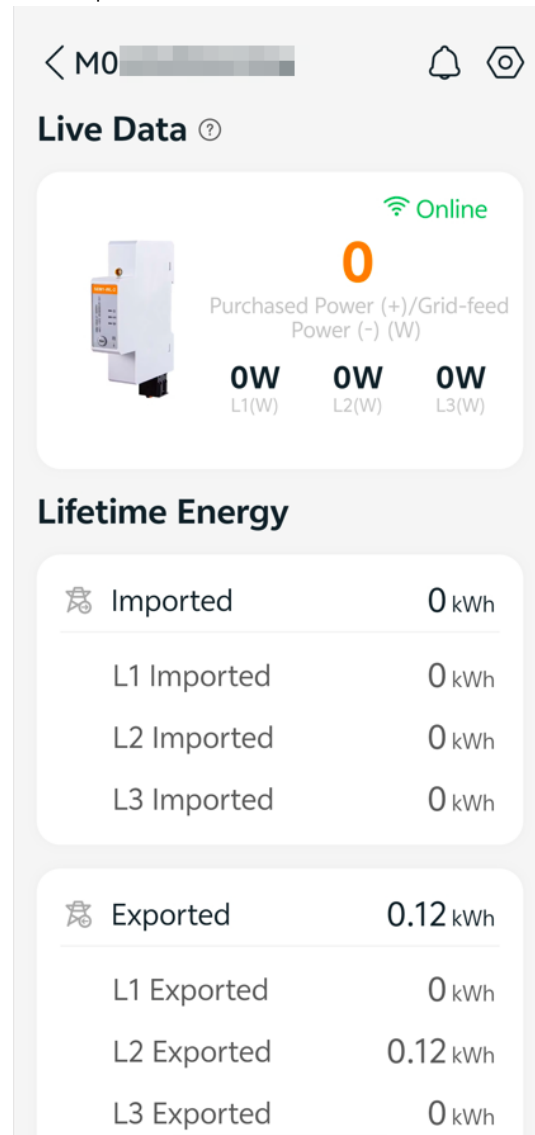 M0
Live Data ?
Online
0
Purchased Power (+)/Grid-feed
Power (-) (W)
0W 0W 0W
L1(W) L2(W) L3(W)
Lifetime Energy
Imported 0 kWh
L1 Imported 0 kWh
L2 Imported 0 kWh
L3 Imported 0 kWh
Exported 0.12 kWh
L1 Exported 0 kWh
L2 Exported 0.12 kWh
L3 Exported 0 kWh